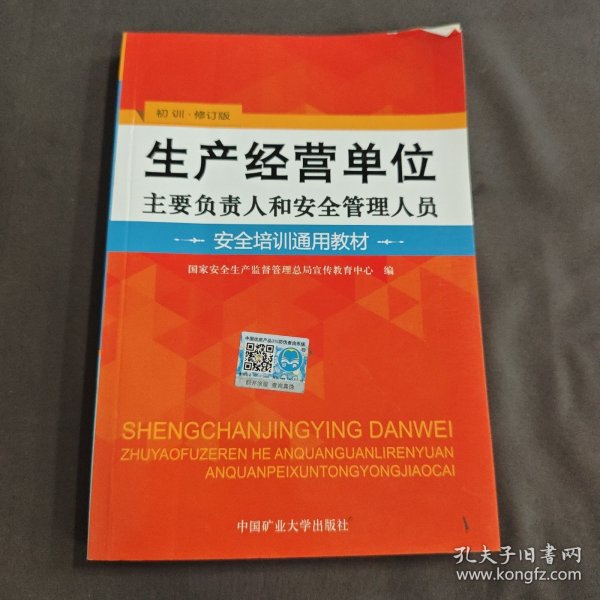 初训·修订版
生产经营单位
主要负责人和安全管理人员
安全培训通用教材
国家安全生产监督管理总局宣传教育中心 编
SHENGCHANJINGYING DANWEI
ZHUYAOFUZEREN HE ANQUANGUANLIRENYUAN
ANQUANPEIXUNTONGYONGJIAOCAI
中国矿业大学出版社
孔夫子旧书网
www.kongfz.com